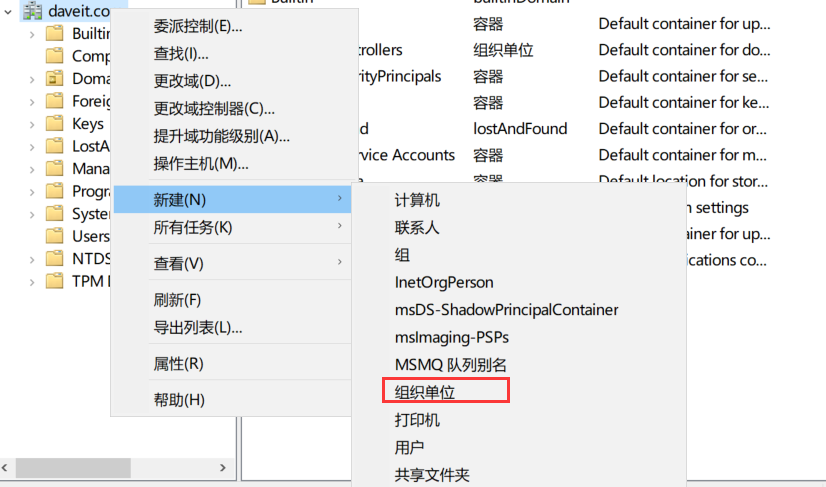 daveit.co
Builtin
Comp
Doma
Foreig
Keys
LostA
Mana
Progra
System
Users
NTDS
TPM
委派控制(E)...
查找(I)...
更改域(D)...
更改域控制器(C)...
提升域功能级别(A)...
操作主机(M)...
新建(N)
所有任务(K)
查看(V)
刷新(F)
导出列表(L)...
属性(R)
帮助(H)
计算机
联系人
组
InetOrgPerson
msDS-ShadowPrincipalContainer
msImaging-PSPs
MSMQ 队列别名
组织单位
打印机
用户
共享文件夹
容器 Default container for up...
trollers 组织单位 Default container for do...
rityPrincipals 容器 Default container for se...
容器 Default container for ke...
d lostAndFound Default container for or...
rvice Accounts 容器 Default container for m...
容器 Default location for stor...
n settings
ainer for up...
ications co...